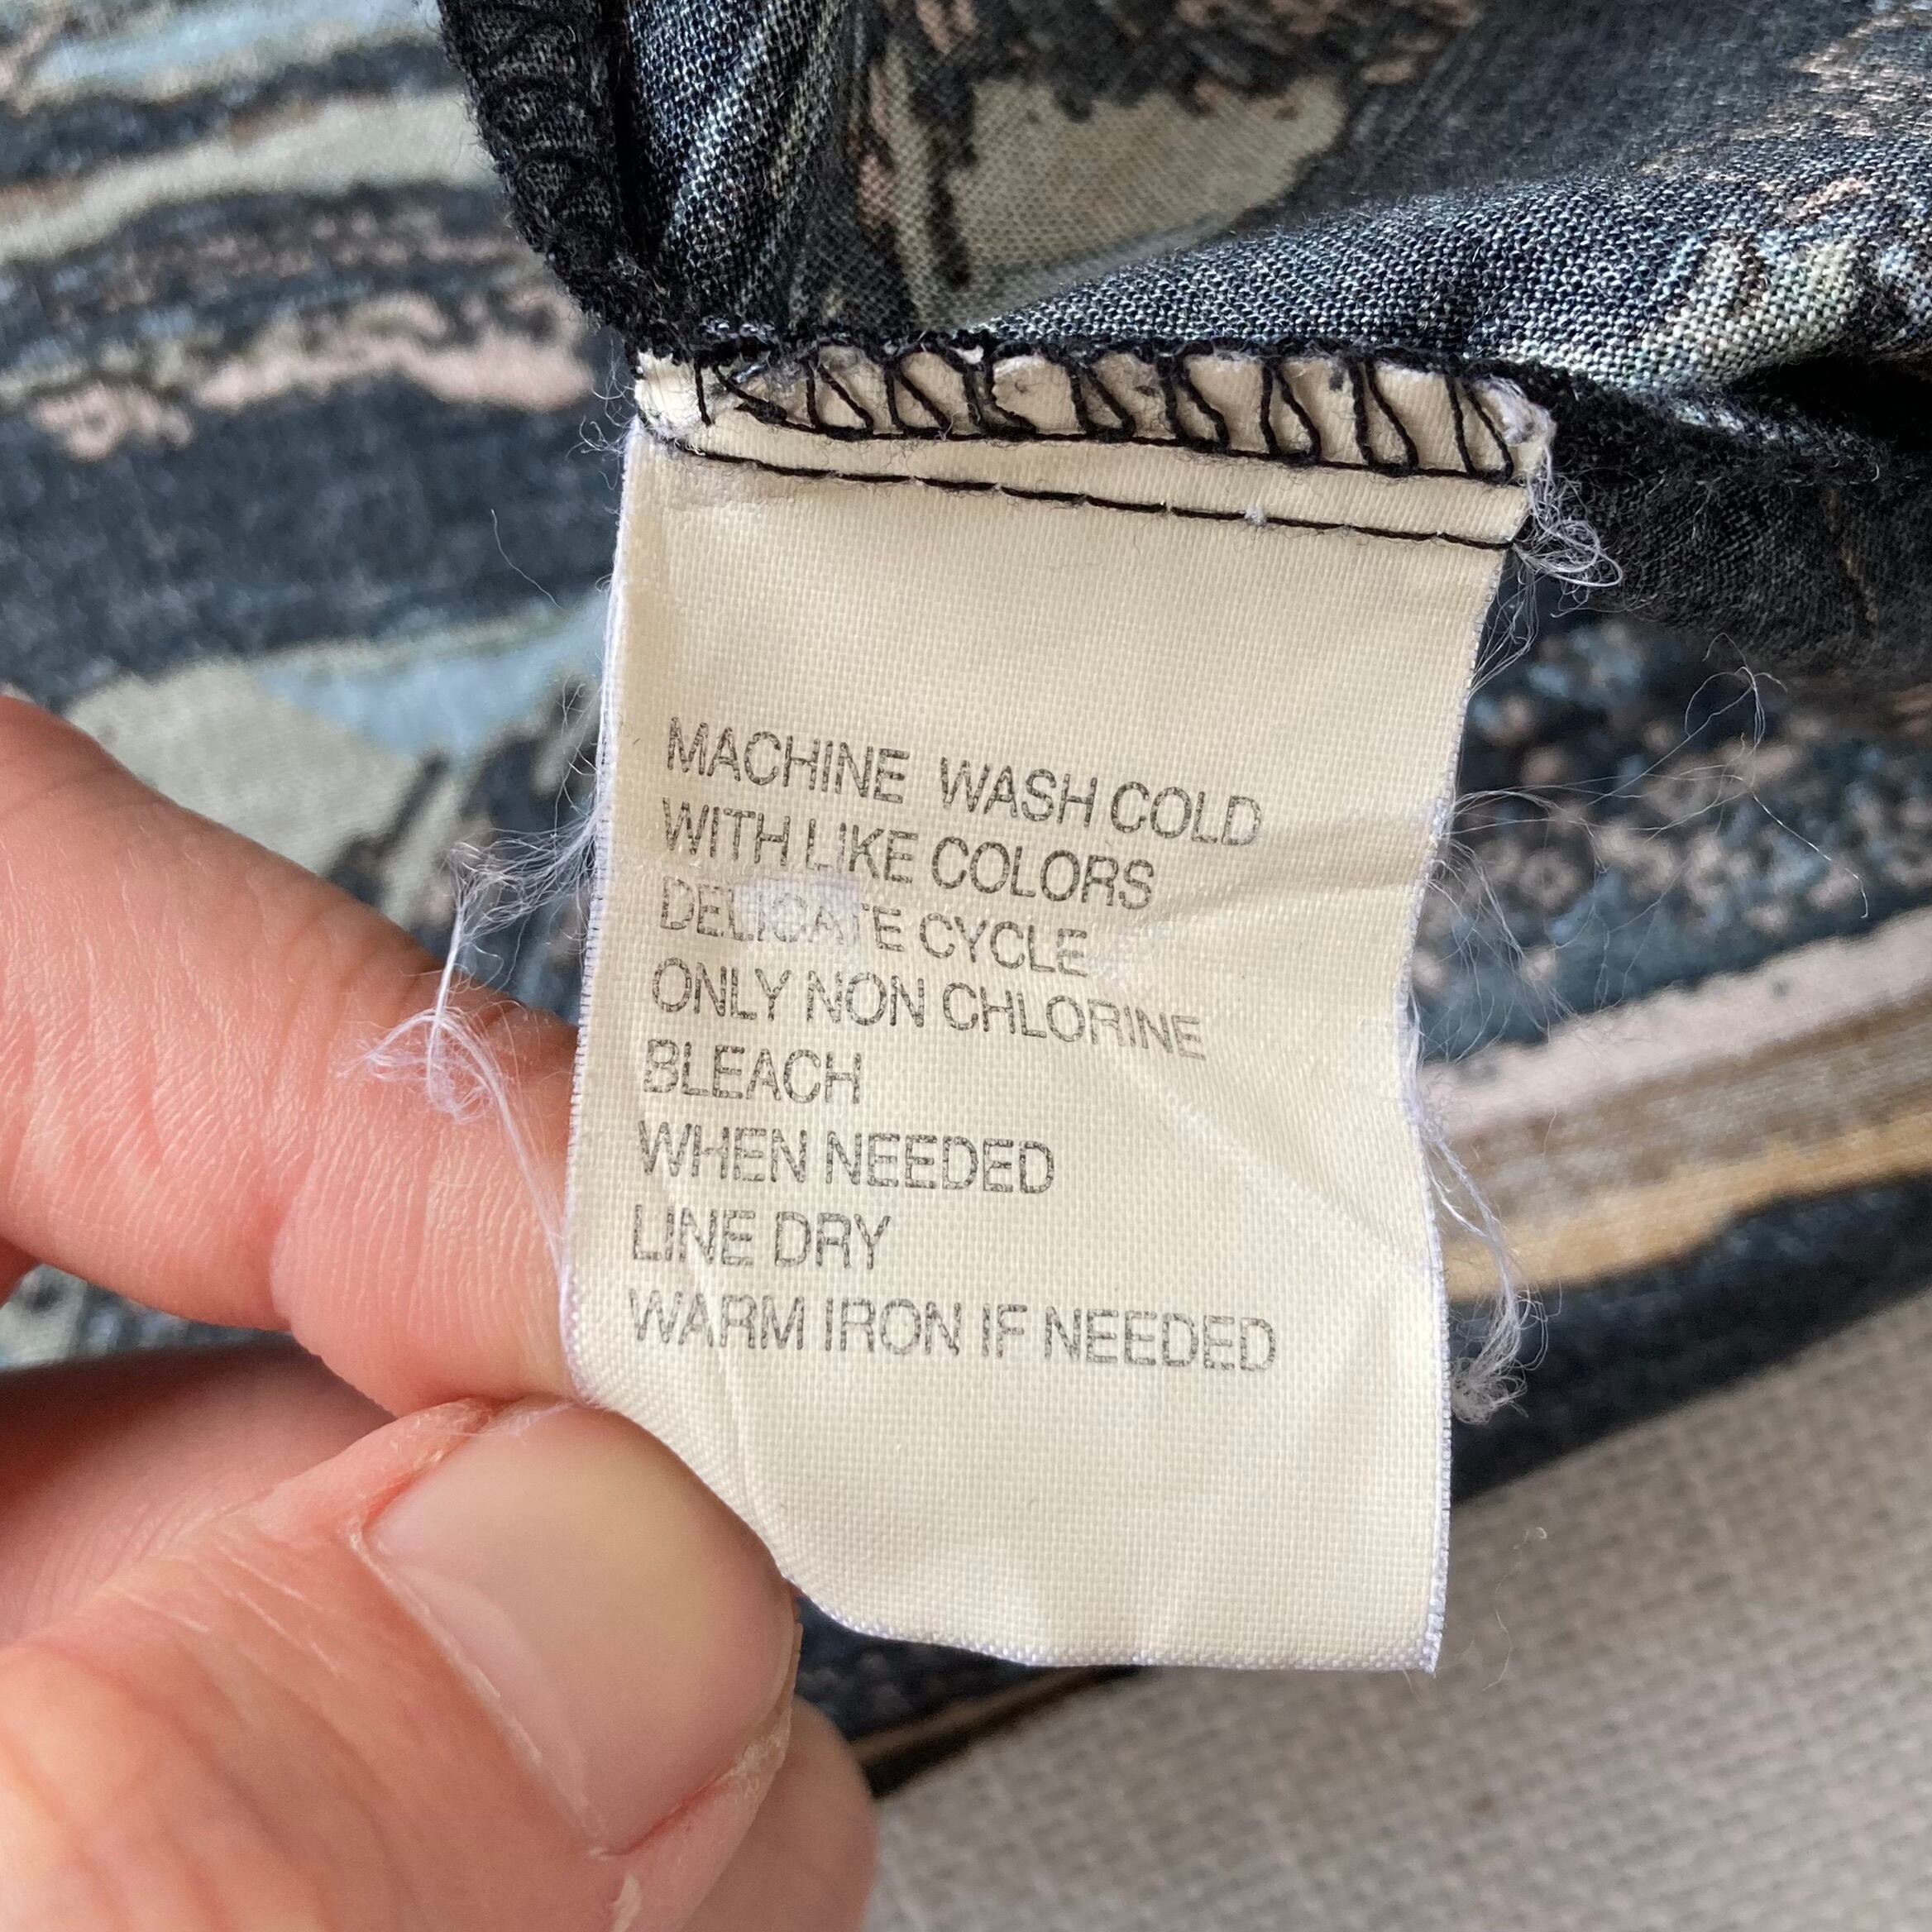 MACHINE WASH COLD
WITH LIKE COLORS
DELICATE CYCLE
ONLY NON CHLORINE
BLEACH
WHEN NEEDED
LINE DRY
WARM IRON IF NEEDED